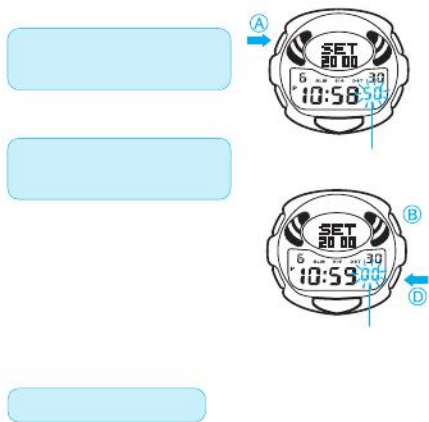 A
SET
20 00
6 ALM SIG DST 30
P 10:58 50
B
SET
20 00
6 ALM SIG DST 30
P 10:59 00
D